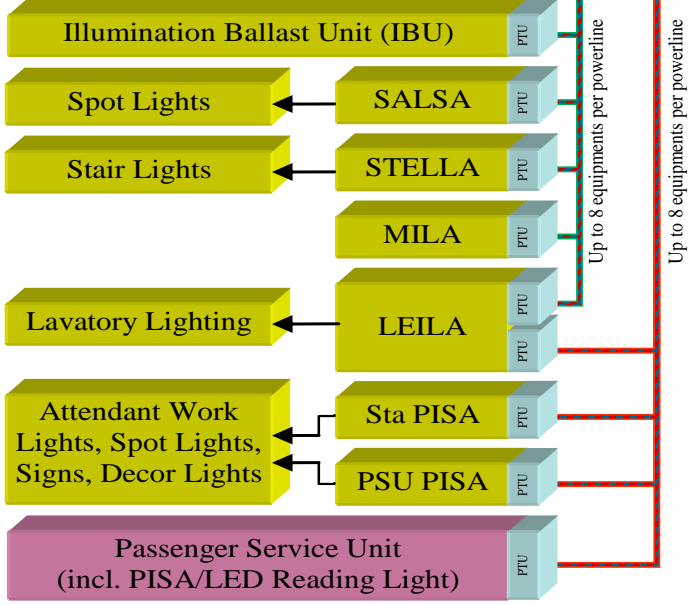 Illumination Ballast Unit (IBU)
PTU
Spot Lights
SALSA
PTU
Stair Lights
STELLA
PTU
MILA
PTU
Lavatory Lighting
LEILA
PTU
PTU
Attendant Work
Lights, Spot Lights,
Signs, Decor Lights
Sta PISA
PTU
PSU PISA
PTU
Passenger Service Unit
(incl. PISA/LED Reading Light)
PTU
Up to 8 equipments per powerline
Up to 8 equipments per powerline